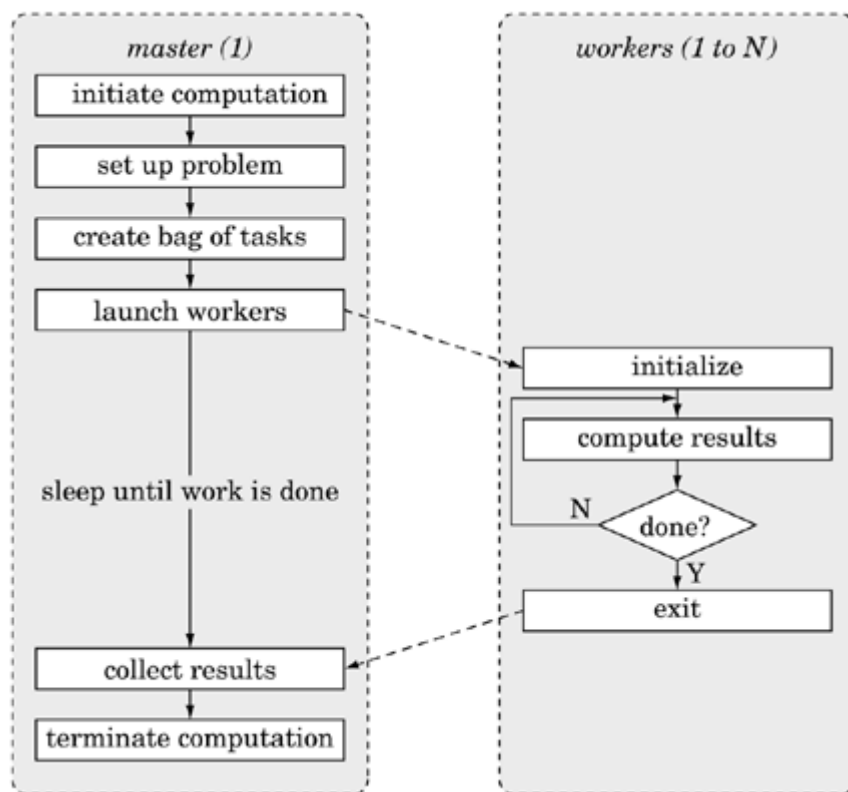 master (1)
initiate computation
set up problem
create bag of tasks
launch workers
sleep until work is done
collect results
terminate computation
workers (1 to N)
initialize
compute results
done?
N
Y
exit